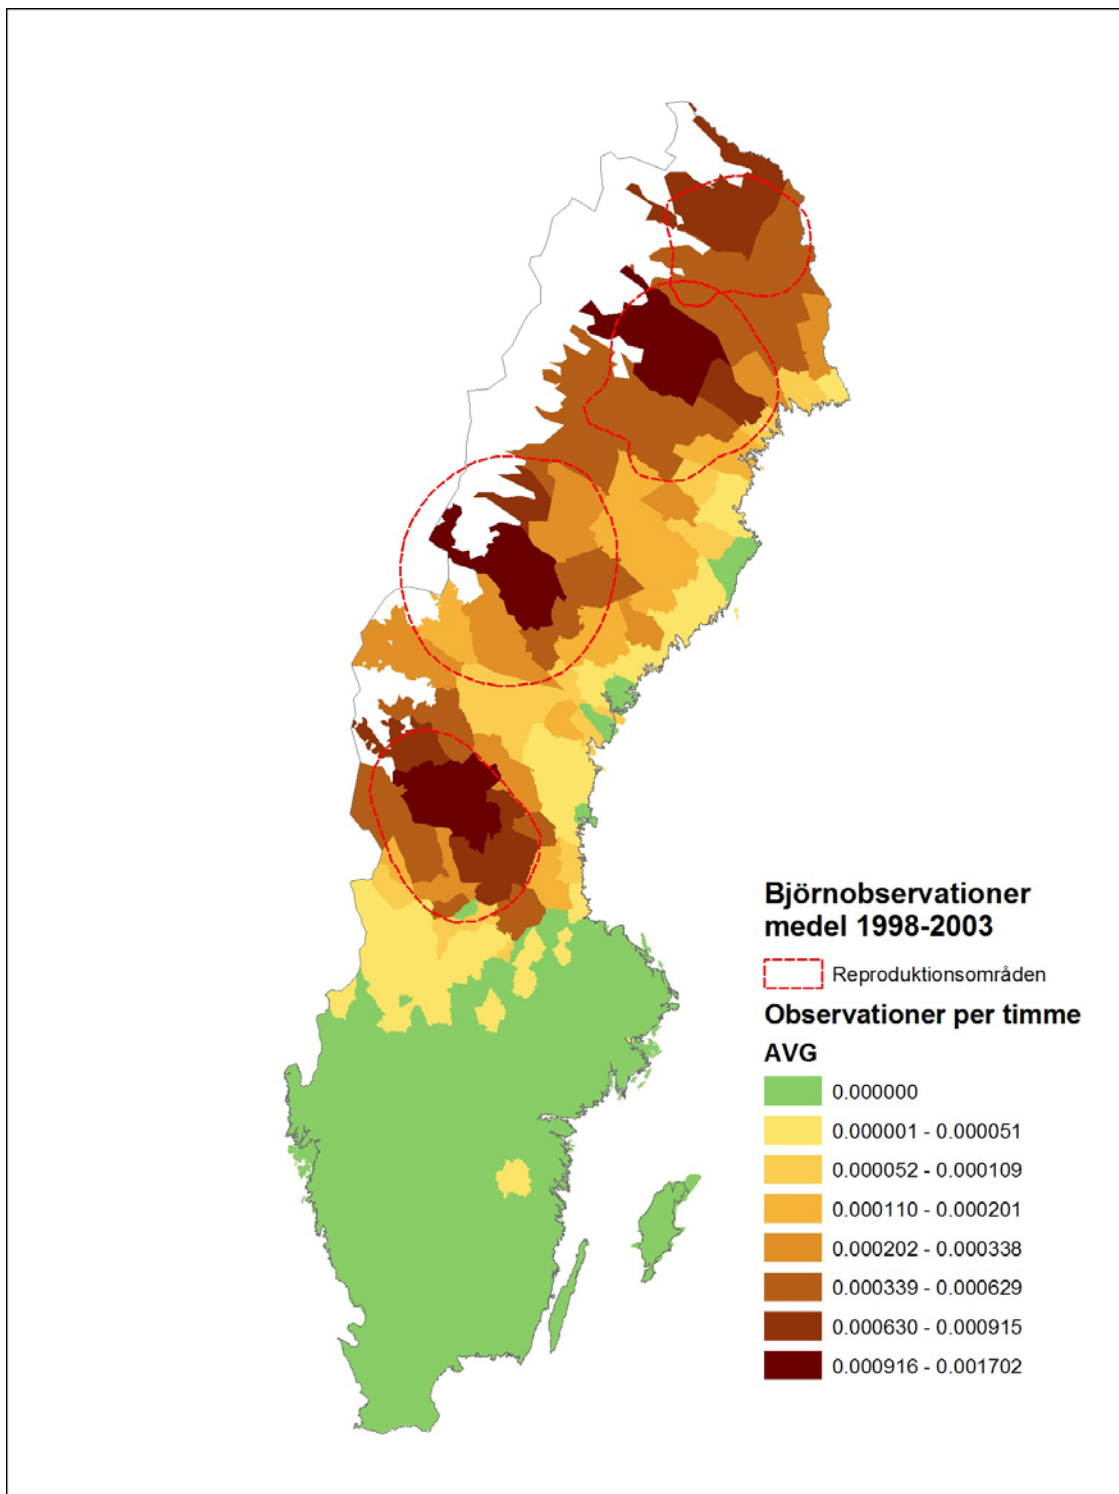 Björnobservationer
medel 1998-2003
Reproduktionsområden
Observationer per timme
AVG
0.000000
0.000001 - 0.000051
0.000052 - 0.000109
0.000110 - 0.000201
0.000202 - 0.000338
0.000339 - 0.000629
0.000630 - 0.000915
0.000916 - 0.001702